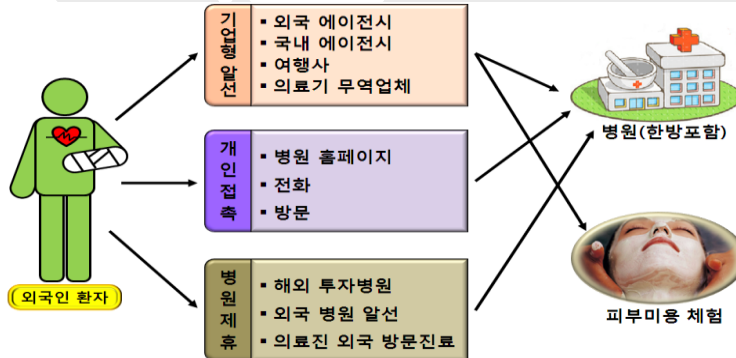 외국인 환자
기업형 알선
▪ 외국 에이전시
▪ 국내 에이전시
▪ 여행사
▪ 의료기 무역업체
개인접촉
▪ 병원 홈페이지
▪ 전화
▪ 방문
병원제휴
▪ 해외 투자병원
▪ 외국 병원 알선
▪ 의료진 외국 방문진료
병원(한방포함)
피부미용 체험